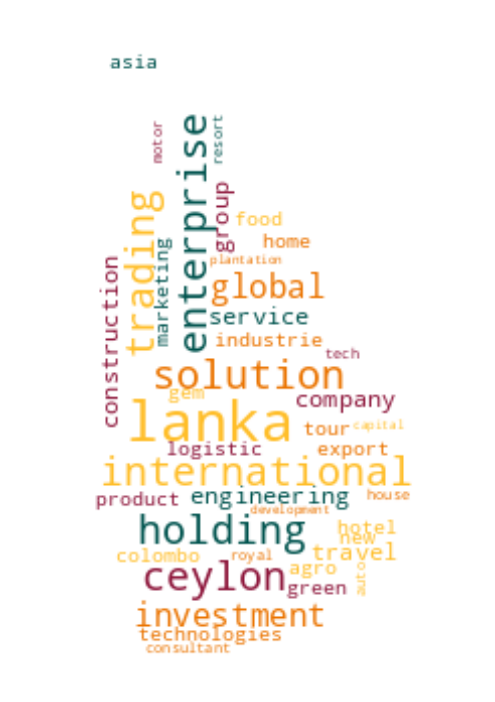 asia
motor
resort
enterprise
group
trading
food
marketing
home
plantation
construction
global
service
industrie
tech
solution
gem
company
lanka
tour
capital
logistic
export
international
product
engineering
house
development
holding
hotel
new
colombo
royal
travel
agro
auto
ceylon
green
investment
technologies
consultant